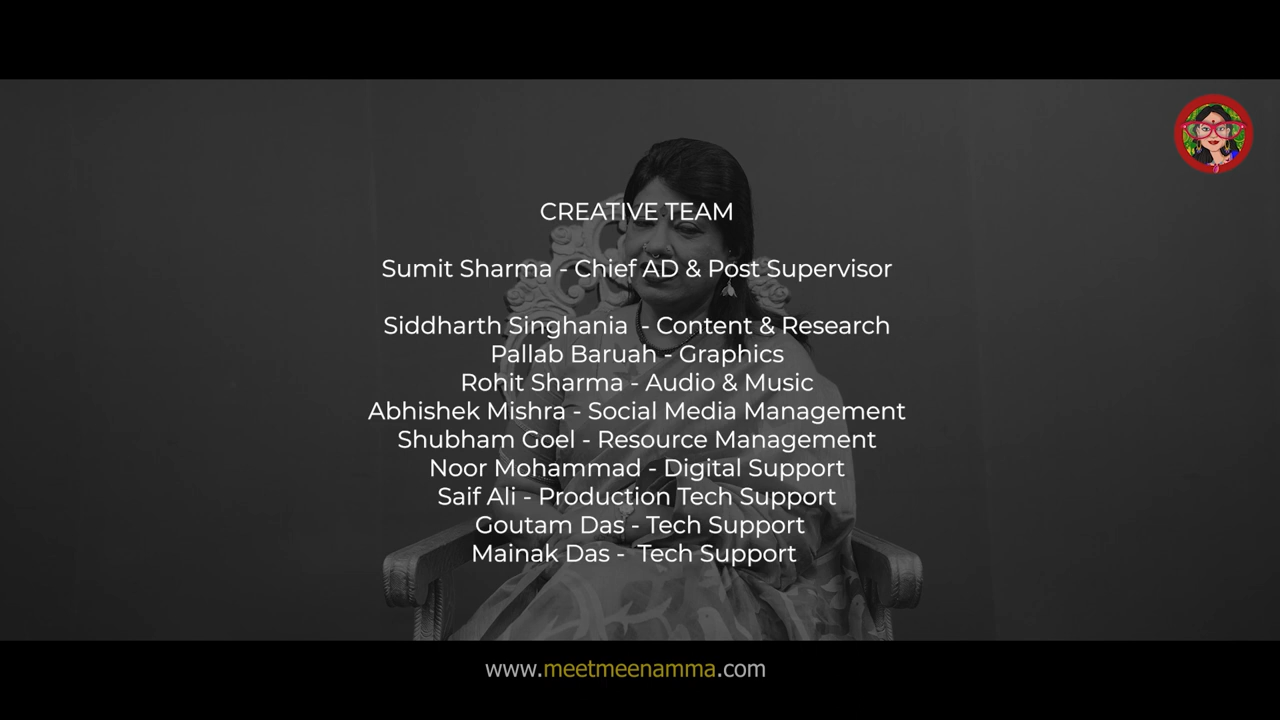 CREATIVE TEAM
Sumit Sharma - Chief AD & Post Supervisor
Siddharth Singhania - Content & Research
Pallab Baruah - Graphics
Rohit Sharma - Audio & Music
Abhishek Mishra - Social Media Management
Shubham Goel - Resource Management
Noor Mohammad - Digital Support
Saif Ali - Production Tech Support
Goutam Das - Tech Support
Mainak Das - Tech Support
www.meetmeenamma.com